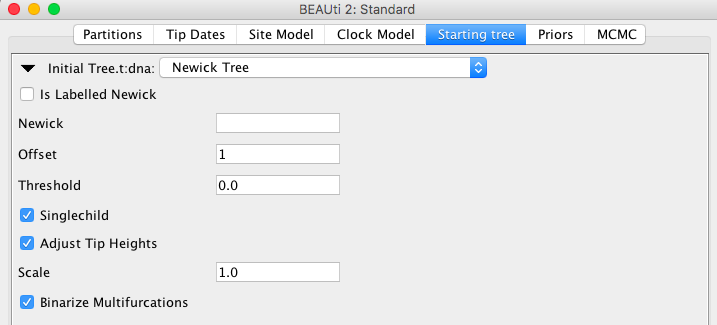 BEAUti 2: Standard
Partitions Tip Dates Site Model Clock Model Starting tree Priors MCMC
Initial Tree.t:dna: Newick Tree
Is Labelled Newick
Newick
Offset 1
Threshold 0.0
Singlechild
Adjust Tip Heights
Scale 1.0
Binarize Multifurcations